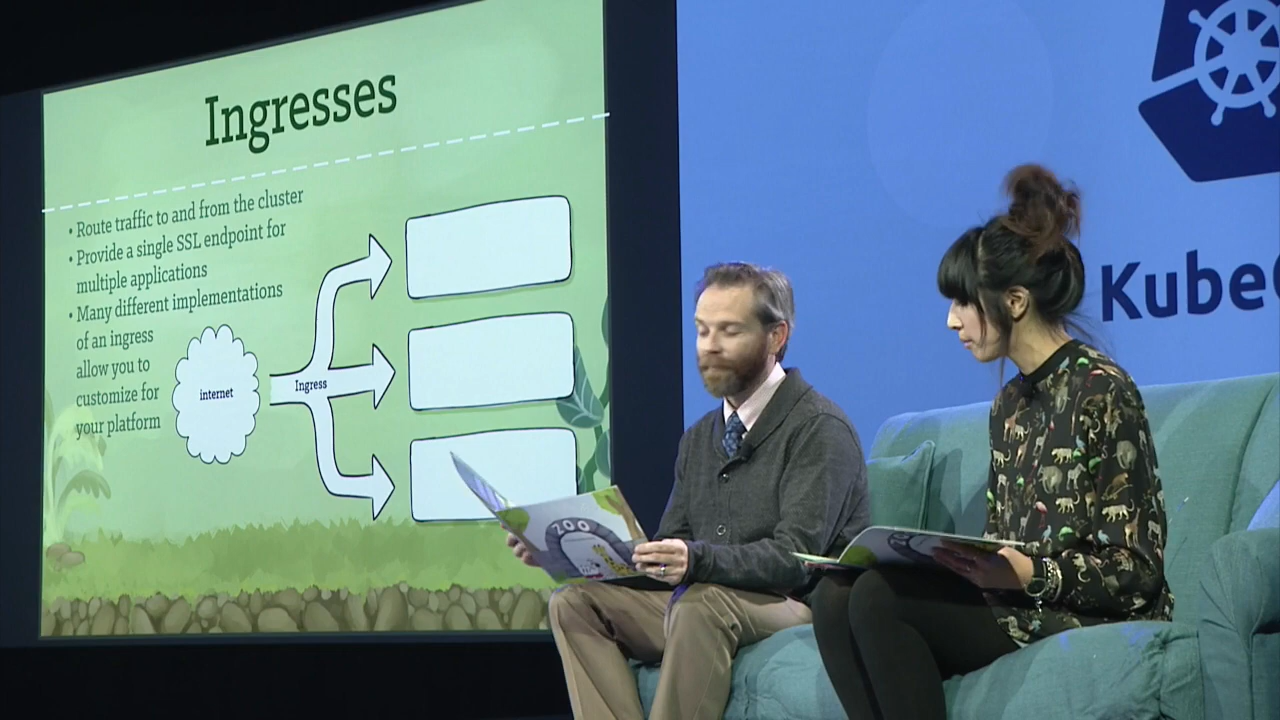 Ingresses
• Route traffic to and from the cluster
• Provide a single SSL endpoint for
multiple applications
• Many different implementations
of an ingress
allow you to
customize for
your platform
internet
Ingress
KubeC
ZOO